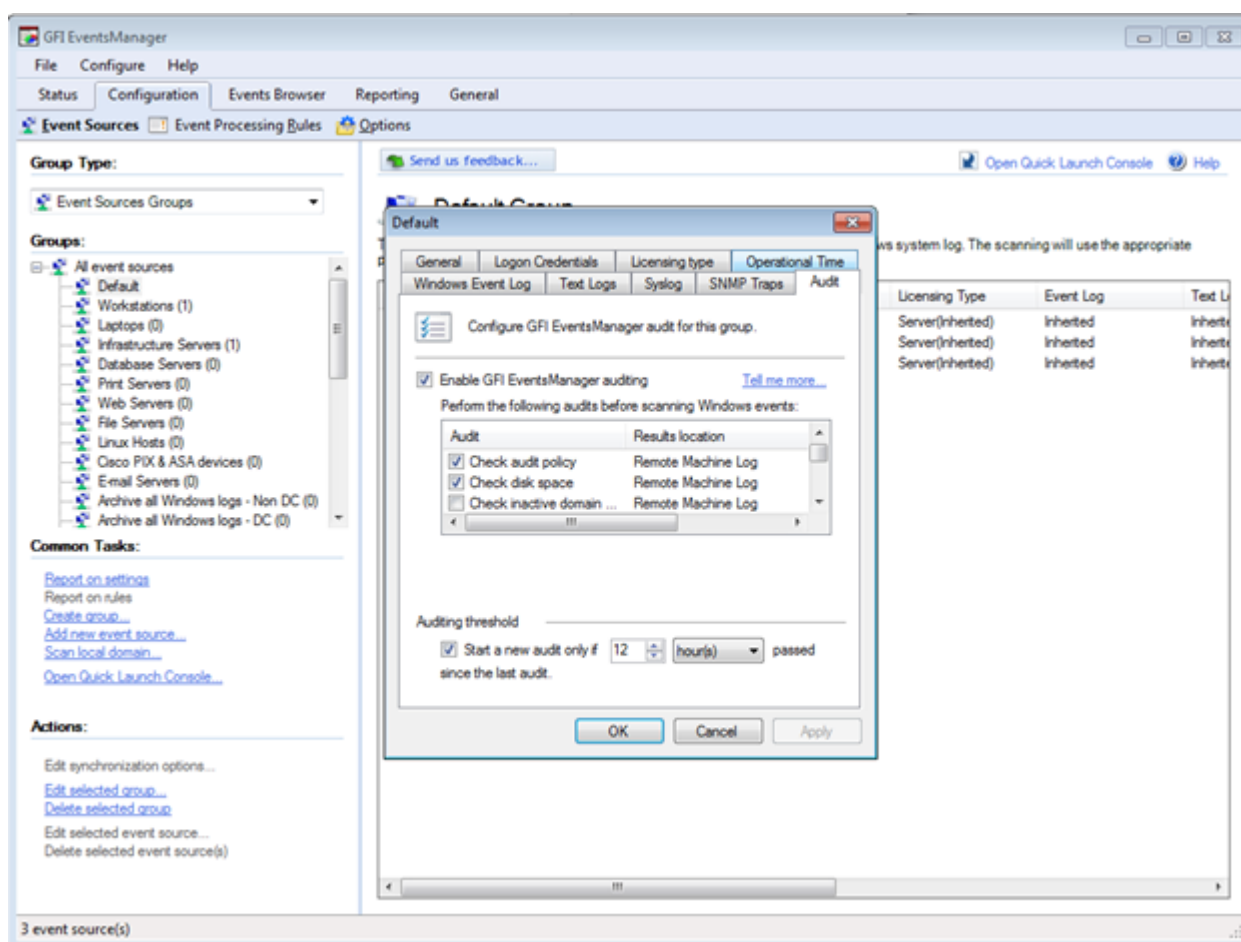 GFI EventsManager
File Configure Help
Status Configuration Events Browser Reporting General
Event Sources Event Processing Rules Options
Group Type:
Event Sources Groups
Groups:
All event sources
Default
Workstations (1)
Laptops (0)
Infrastructure Servers (1)
Database Servers (0)
Print Servers (0)
Web Servers (0)
File Servers (0)
Linux Hosts (0)
Cisco PIX & ASA devices (0)
E-mail Servers (0)
Archive all Windows logs - Non DC (0)
Archive all Windows logs - DC (0)
Common Tasks:
Report on settings
Report on rules
Create group...
Add new event source...
Scan local domain...
Open Quick Launch Console...
Actions:
Edit synchronization options...
Edit selected group...
Delete selected group
Edit selected event source...
Delete selected event source(s)
Send us feedback... Open Quick Launch Console Help
Default Group
system log. The scanning will use the appropriate
Licensing Type Event Log
Server(Inherited) Inherited
Server(Inherited) Inherited
Server(Inherited) Inherited
Default
General Logon Credentials Licensing type Operational Time
Windows Event Log Text Logs Syslog SNMP Traps Audit
Configure GFI EventsManager audit for this group.
Enable GFI EventsManager auditing Tell me more...
Perform the following audits before scanning Windows events:
Audit Results location
Check audit policy Remote Machine Log
Check disk space Remote Machine Log
Check inactive domain ... Remote Machine Log
Auditing threshold
Start a new audit only if 12 hour(s) passed
since the last audit.
OK Cancel Apply
3 event source(s)